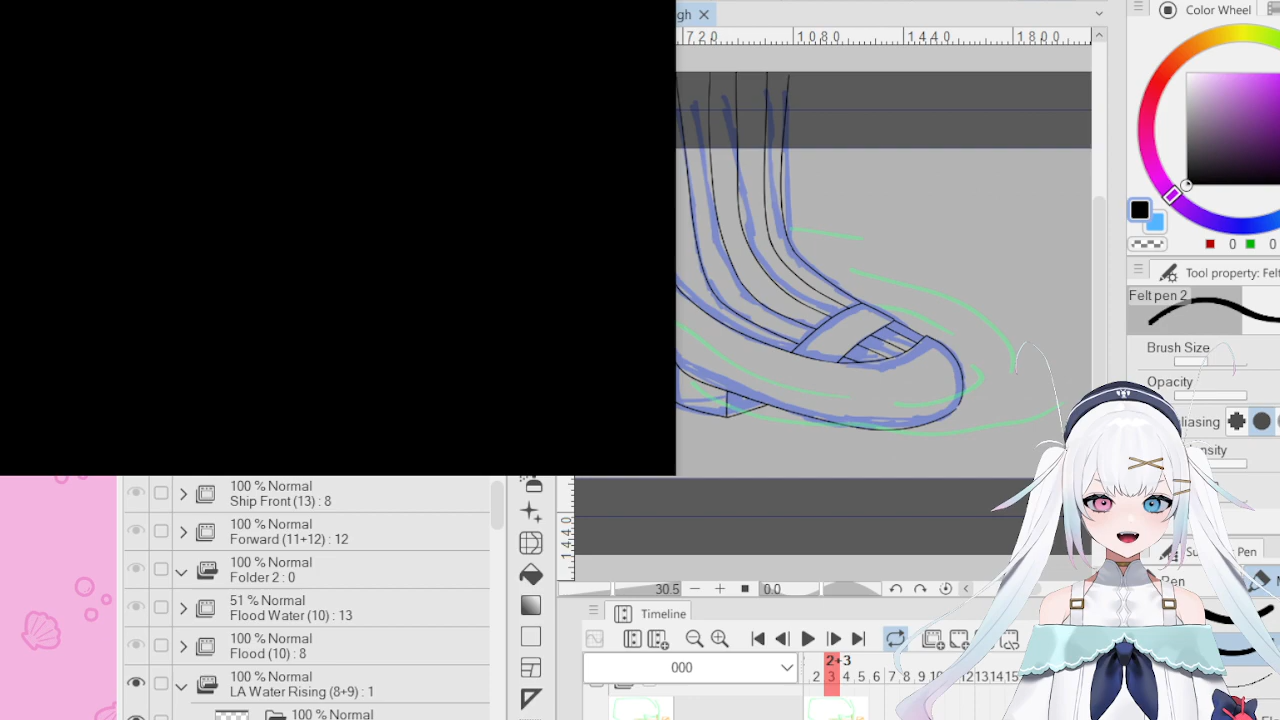 gh
720
1080
1440
1800
Color Wheel
0
0
Tool property: Felt
Felt pen 2
Brush Size
Opacity
100 % Normal
Ship Front (13) : 8
100 % Normal
Forward (11+12) : 12
100 % Normal
Folder 2 : 0
51 % Normal
Flood Water (10) : 13
100 % Normal
Flood (10) : 8
100 % Normal
LA Water Rising (8+9) : 1
100 % Normal
1440
30.5
0.0
Pen
Pen
Timeline
000
2+3
2 3 4 5 6 7 8 9 10 11 12 13 14 15